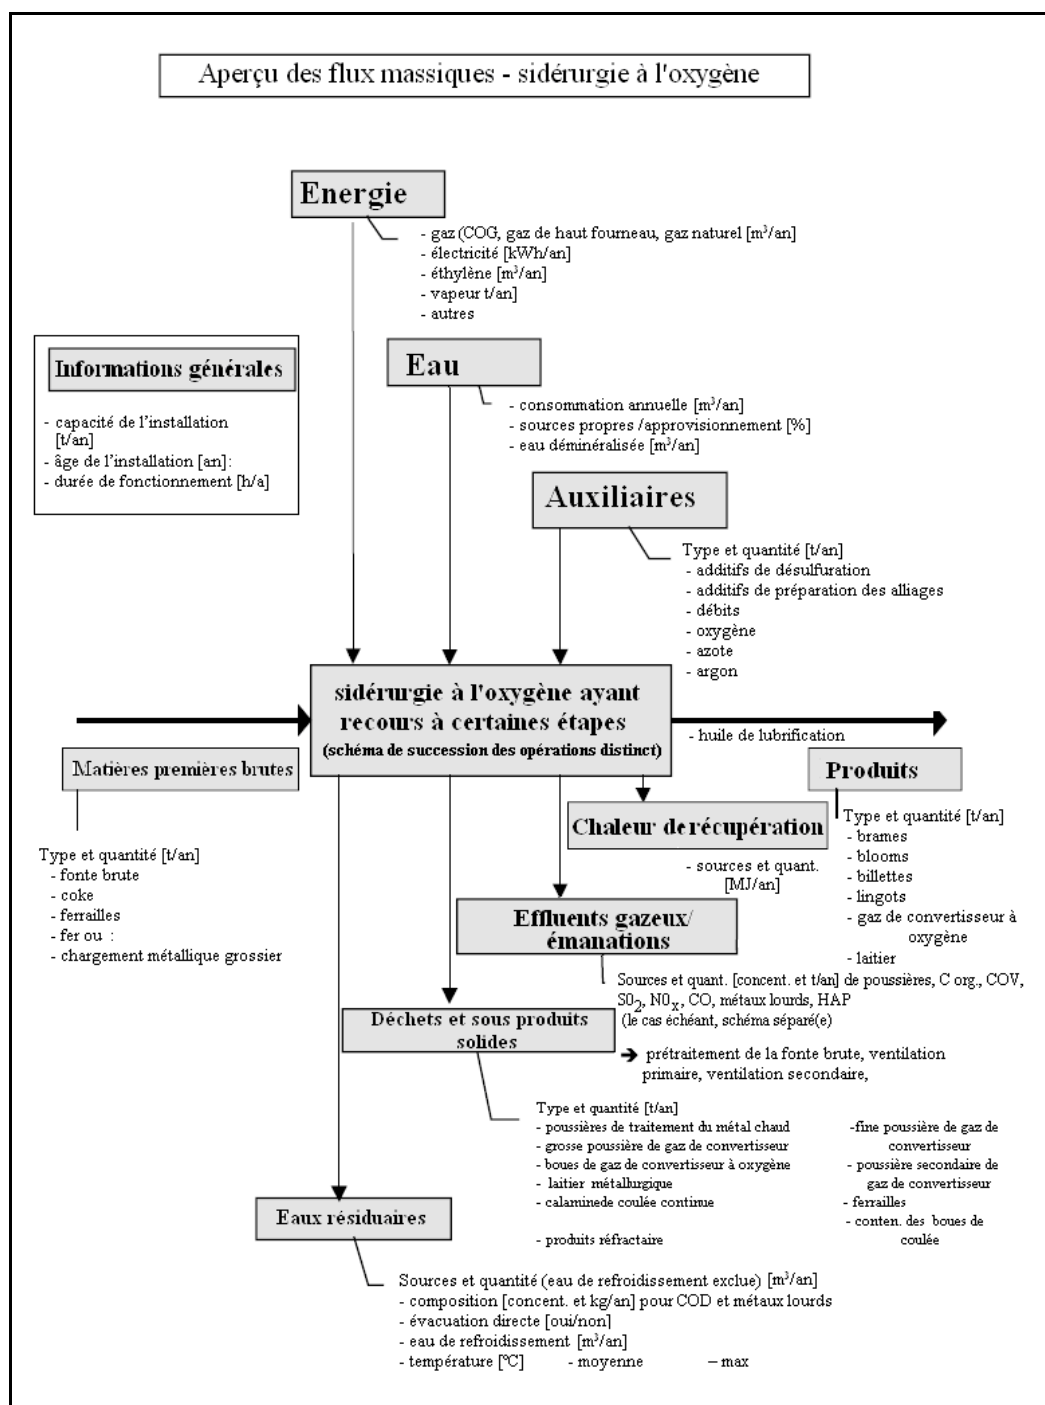 Aperçu des flux massiques - sidérurgie à l'oxygène
Energie
- gaz (COG, gaz de haut fourneau, gaz naturel [m³/an]
- électricité [kWh/an]
- éthylène [m³/an]
- vapeur t/an]
- autres
Informations générales
- capacité de l'installation
[t/an]
- âge de l'installation [an]:
- durée de fonctionnement [h/a]
Eau
- consommation annuelle [m³/an]
- sources propres /approvisionnement [%]
- eau déminéralisée [m³/an]
Auxiliaires
Type et quantité [t/an]
- additifs de désulfuration
- additifs de préparation des alliages
- débits
- oxygène
- azote
- argon
sidérurgie à l'oxygène ayant
recours à certaines étapes
(schéma de succession des opérations distinct)
- huile de lubrification
Matières premières brutes
Type et quantité [t/an]
- fonte brute
- coke
- ferrailles
- fer ou :
- chargement métallique grossier
Produits
Type et quantité [t/an]
- brames
- blooms
- billettes
- lingots
- gaz de convertisseur à
oxygène
- laitier
Chaleur de récupération
- sources et quant.
[MJ/an]
Effluents gazeux/
émanations
Sources et quant. [concent. et t/an] de poussières, C org., COV,
S0₂, N0ₓ, CO, métaux lourds, HAP
(le cas échéant, schéma séparé(e)
➔ prétraitement de la fonte brute, ventilation
primaire, ventilation secondaire,
Déchets et sous produits
solides
Type et quantité [t/an]
- poussières de traitement du métal chaud
- grosse poussière de gaz de convertisseur
- boues de gaz de convertisseur à oxygène
- laitier métallurgique
- calaminede coulée continue
- produits réfractaire
-fine poussière de gaz de
convertisseur
- poussière secondaire de
gaz de convertisseur
- ferrailles
- conten. des boues de
coulée
Eaux résiduaires
Sources et quantité (eau de refroidissement exclue) [m³/an]
- composition [concent. et kg/an] pour COD et métaux lourds
- évacuation directe [oui/non]
- eau de refroidissement [m³/an]
- température [°C] - moyenne – max